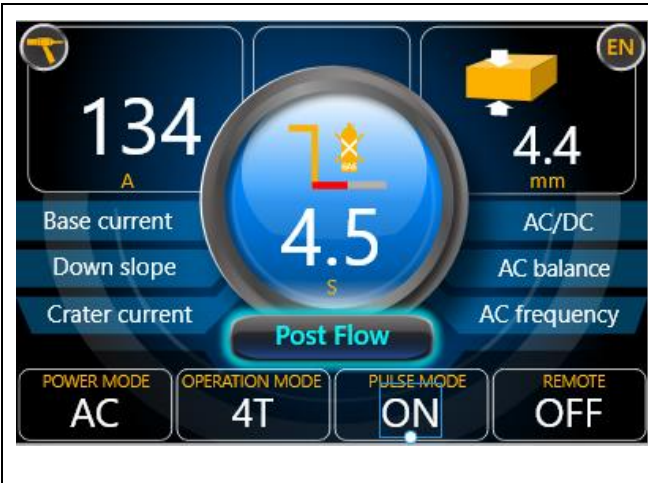 EN
134
A
4.4
mm
GAS
4.5
S
Base current
Down slope
Crater current
AC/DC
AC balance
AC frequency
Post Flow
POWER MODE
AC
OPERATION MODE
4T
PULSE MODE
ON
REMOTE
OFF